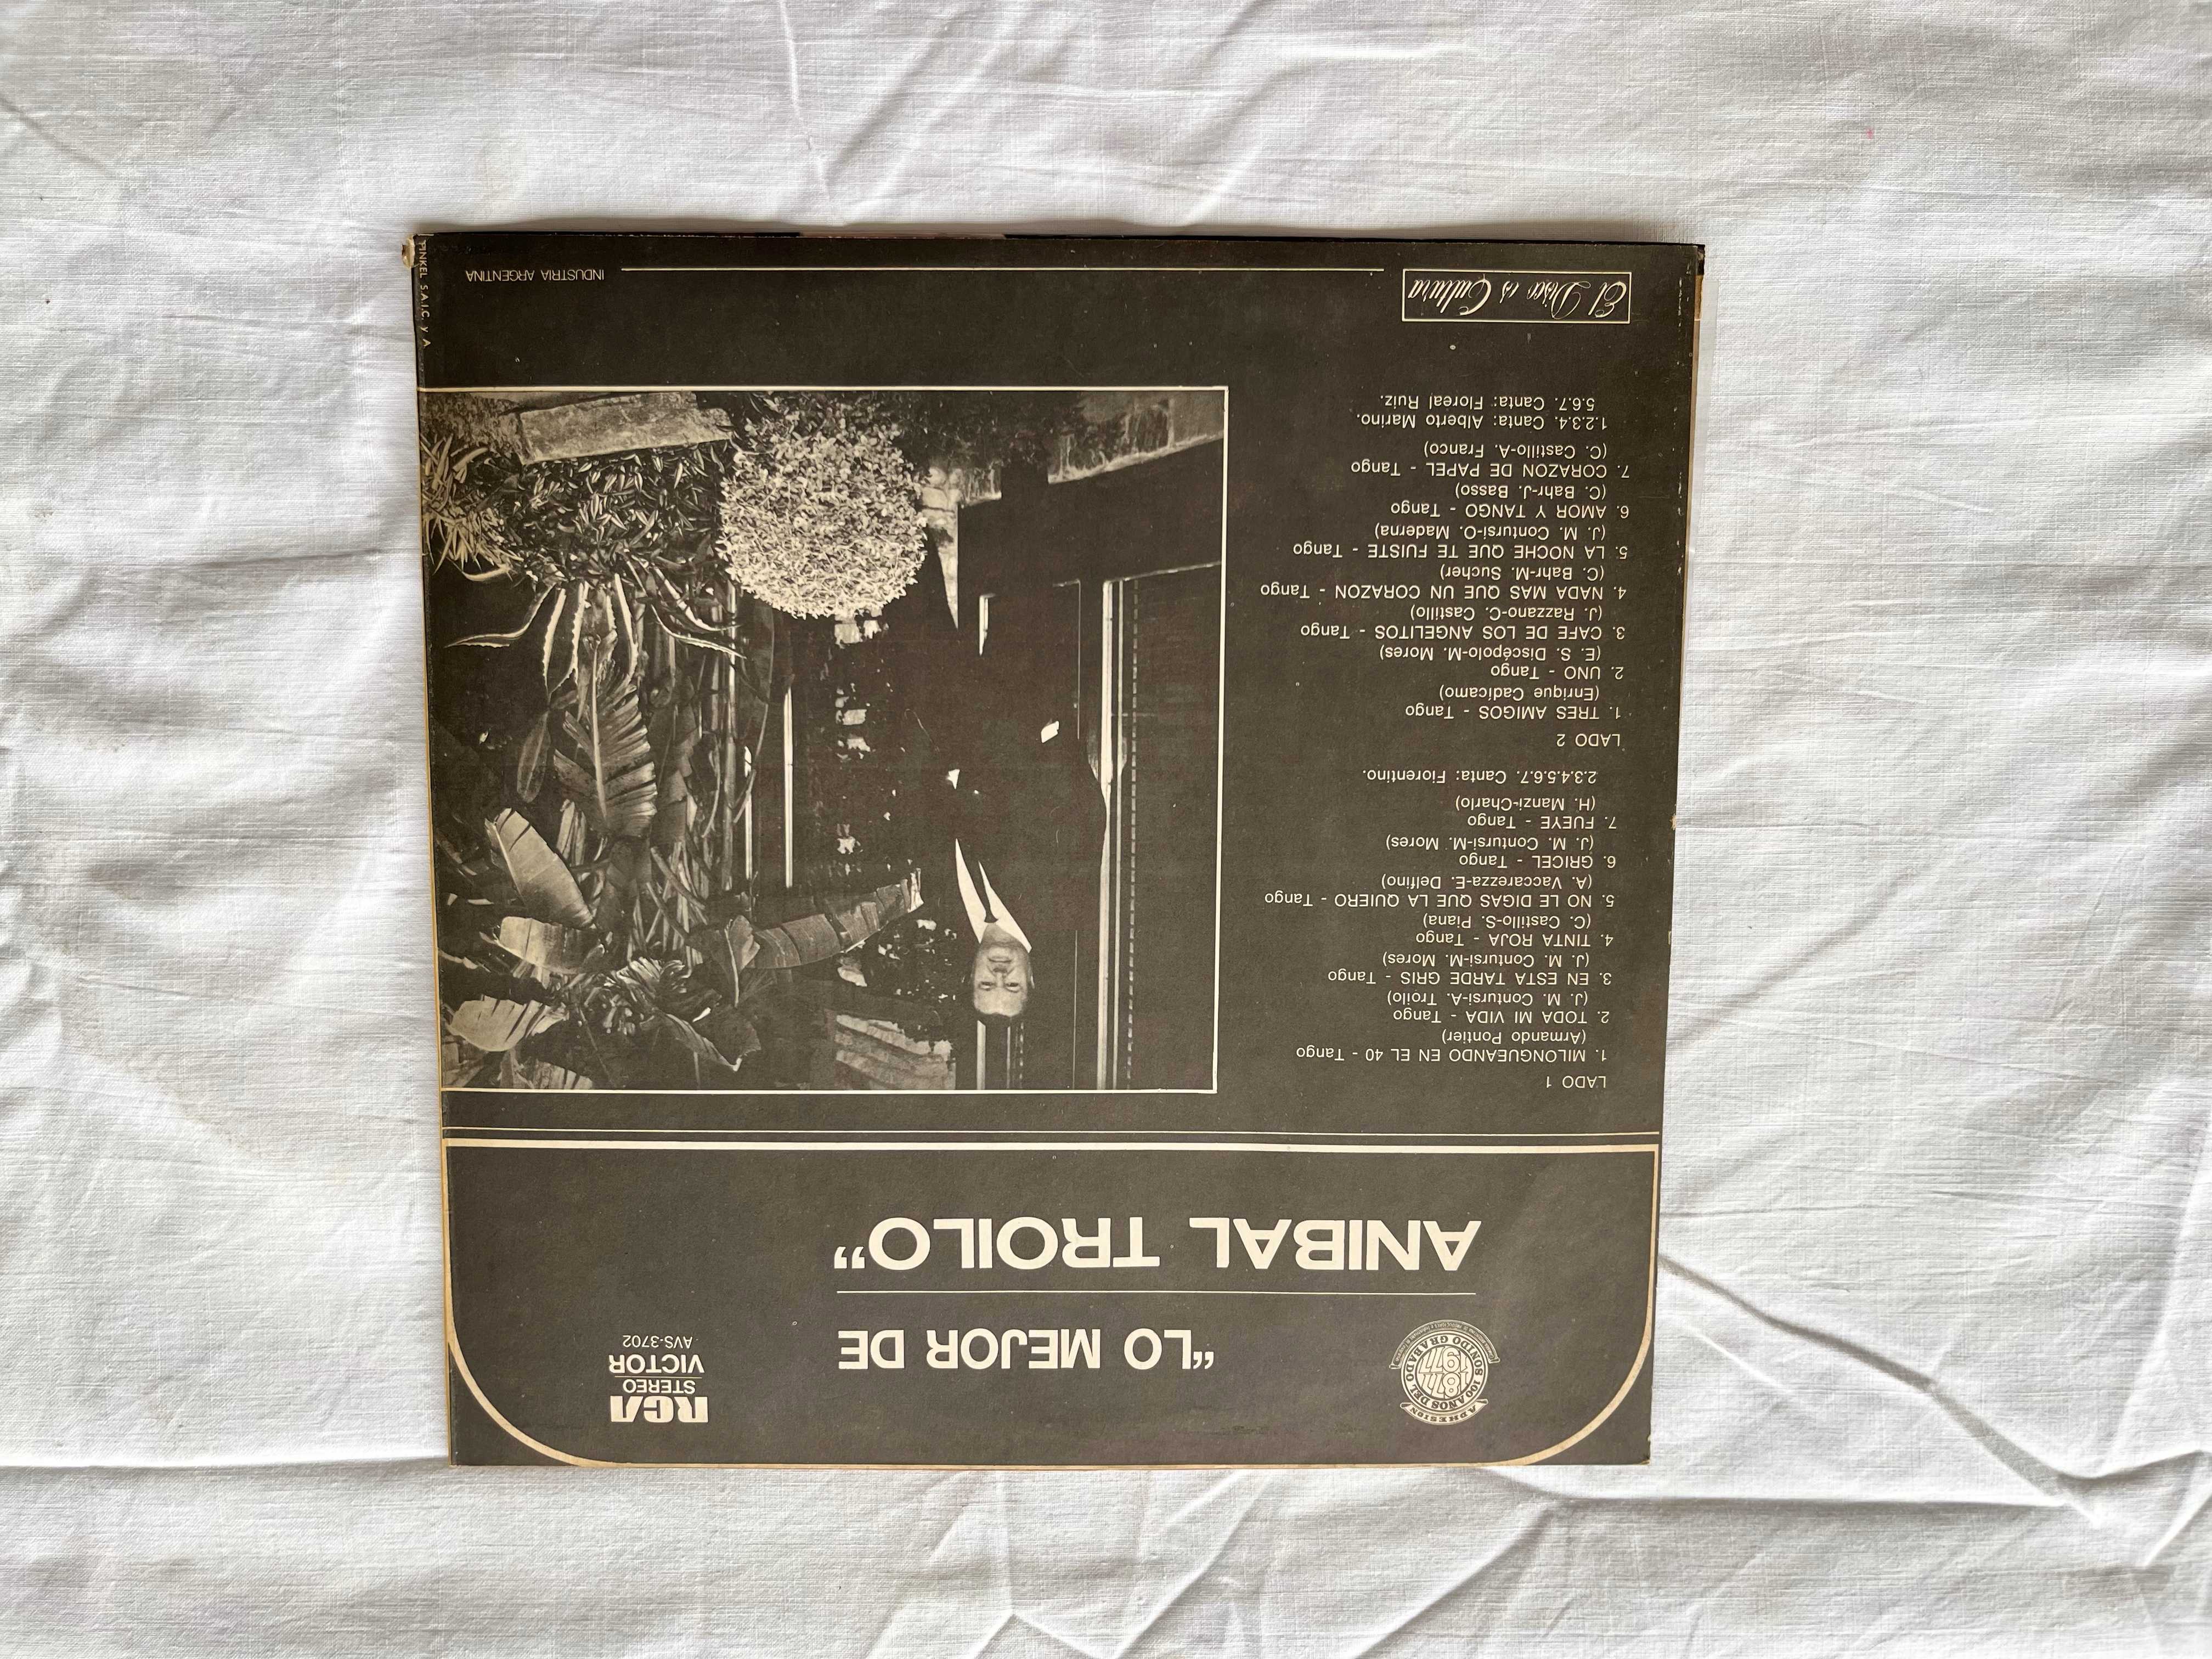 ADHESION
100 AÑOS DEL SONIDO GRABADO
1877
1977
"LO MEJOR DE
ANIBAL TROILO"
RCA
STEREO
VICTOR
AVS-3702
LADO 1
1. MILONGUEANDO EN EL 40 - Tango
(Armando Pontier)
2. TODA MI VIDA - Tango
(J. M. Contursi-A. Troilo)
3. EN ESTA TARDE GRIS - Tango
(J. M. Contursi-M. Mores)
4. TINTA ROJA - Tango
(C. Castillo-S. Piana)
5. NO LE DIGAS QUE LA QUIERO - Tango
(A. Vaccarezza-E. Delfino)
6. GRICEL - Tango
(J. M. Contursi-M. Mores)
7. FUEYE - Tango
(H. Manzi-Charlo)
2.3.4.5.6.7. Canta: Fiorentino.
LADO 2
1. TRES AMIGOS - Tango
(Enrique Cadicamo)
2. UNO - Tango
(E. S. Discépolo-M. Mores)
3. CAFE DE LOS ANGELITOS - Tango
(J. Razzano-C. Castillo)
4. NADA MAS QUE UN CORAZON - Tango
(C. Bahr-M. Sucher)
5. LA NOCHE QUE TE FUISTE - Tango
(J. M. Contursi-O. Maderna)
6. AMOR Y TANGO - Tango
(C. Bahr-J. Basso)
7. CORAZON DE PAPEL - Tango
(C. Castillo-A. Franco)
1.2.3.4. Canta: Alberto Marino.
5.6.7. Canta: Floreal Ruiz.
El Disco es Cultura
INDUSTRIA ARGENTINA
S.A.I.C. y A.